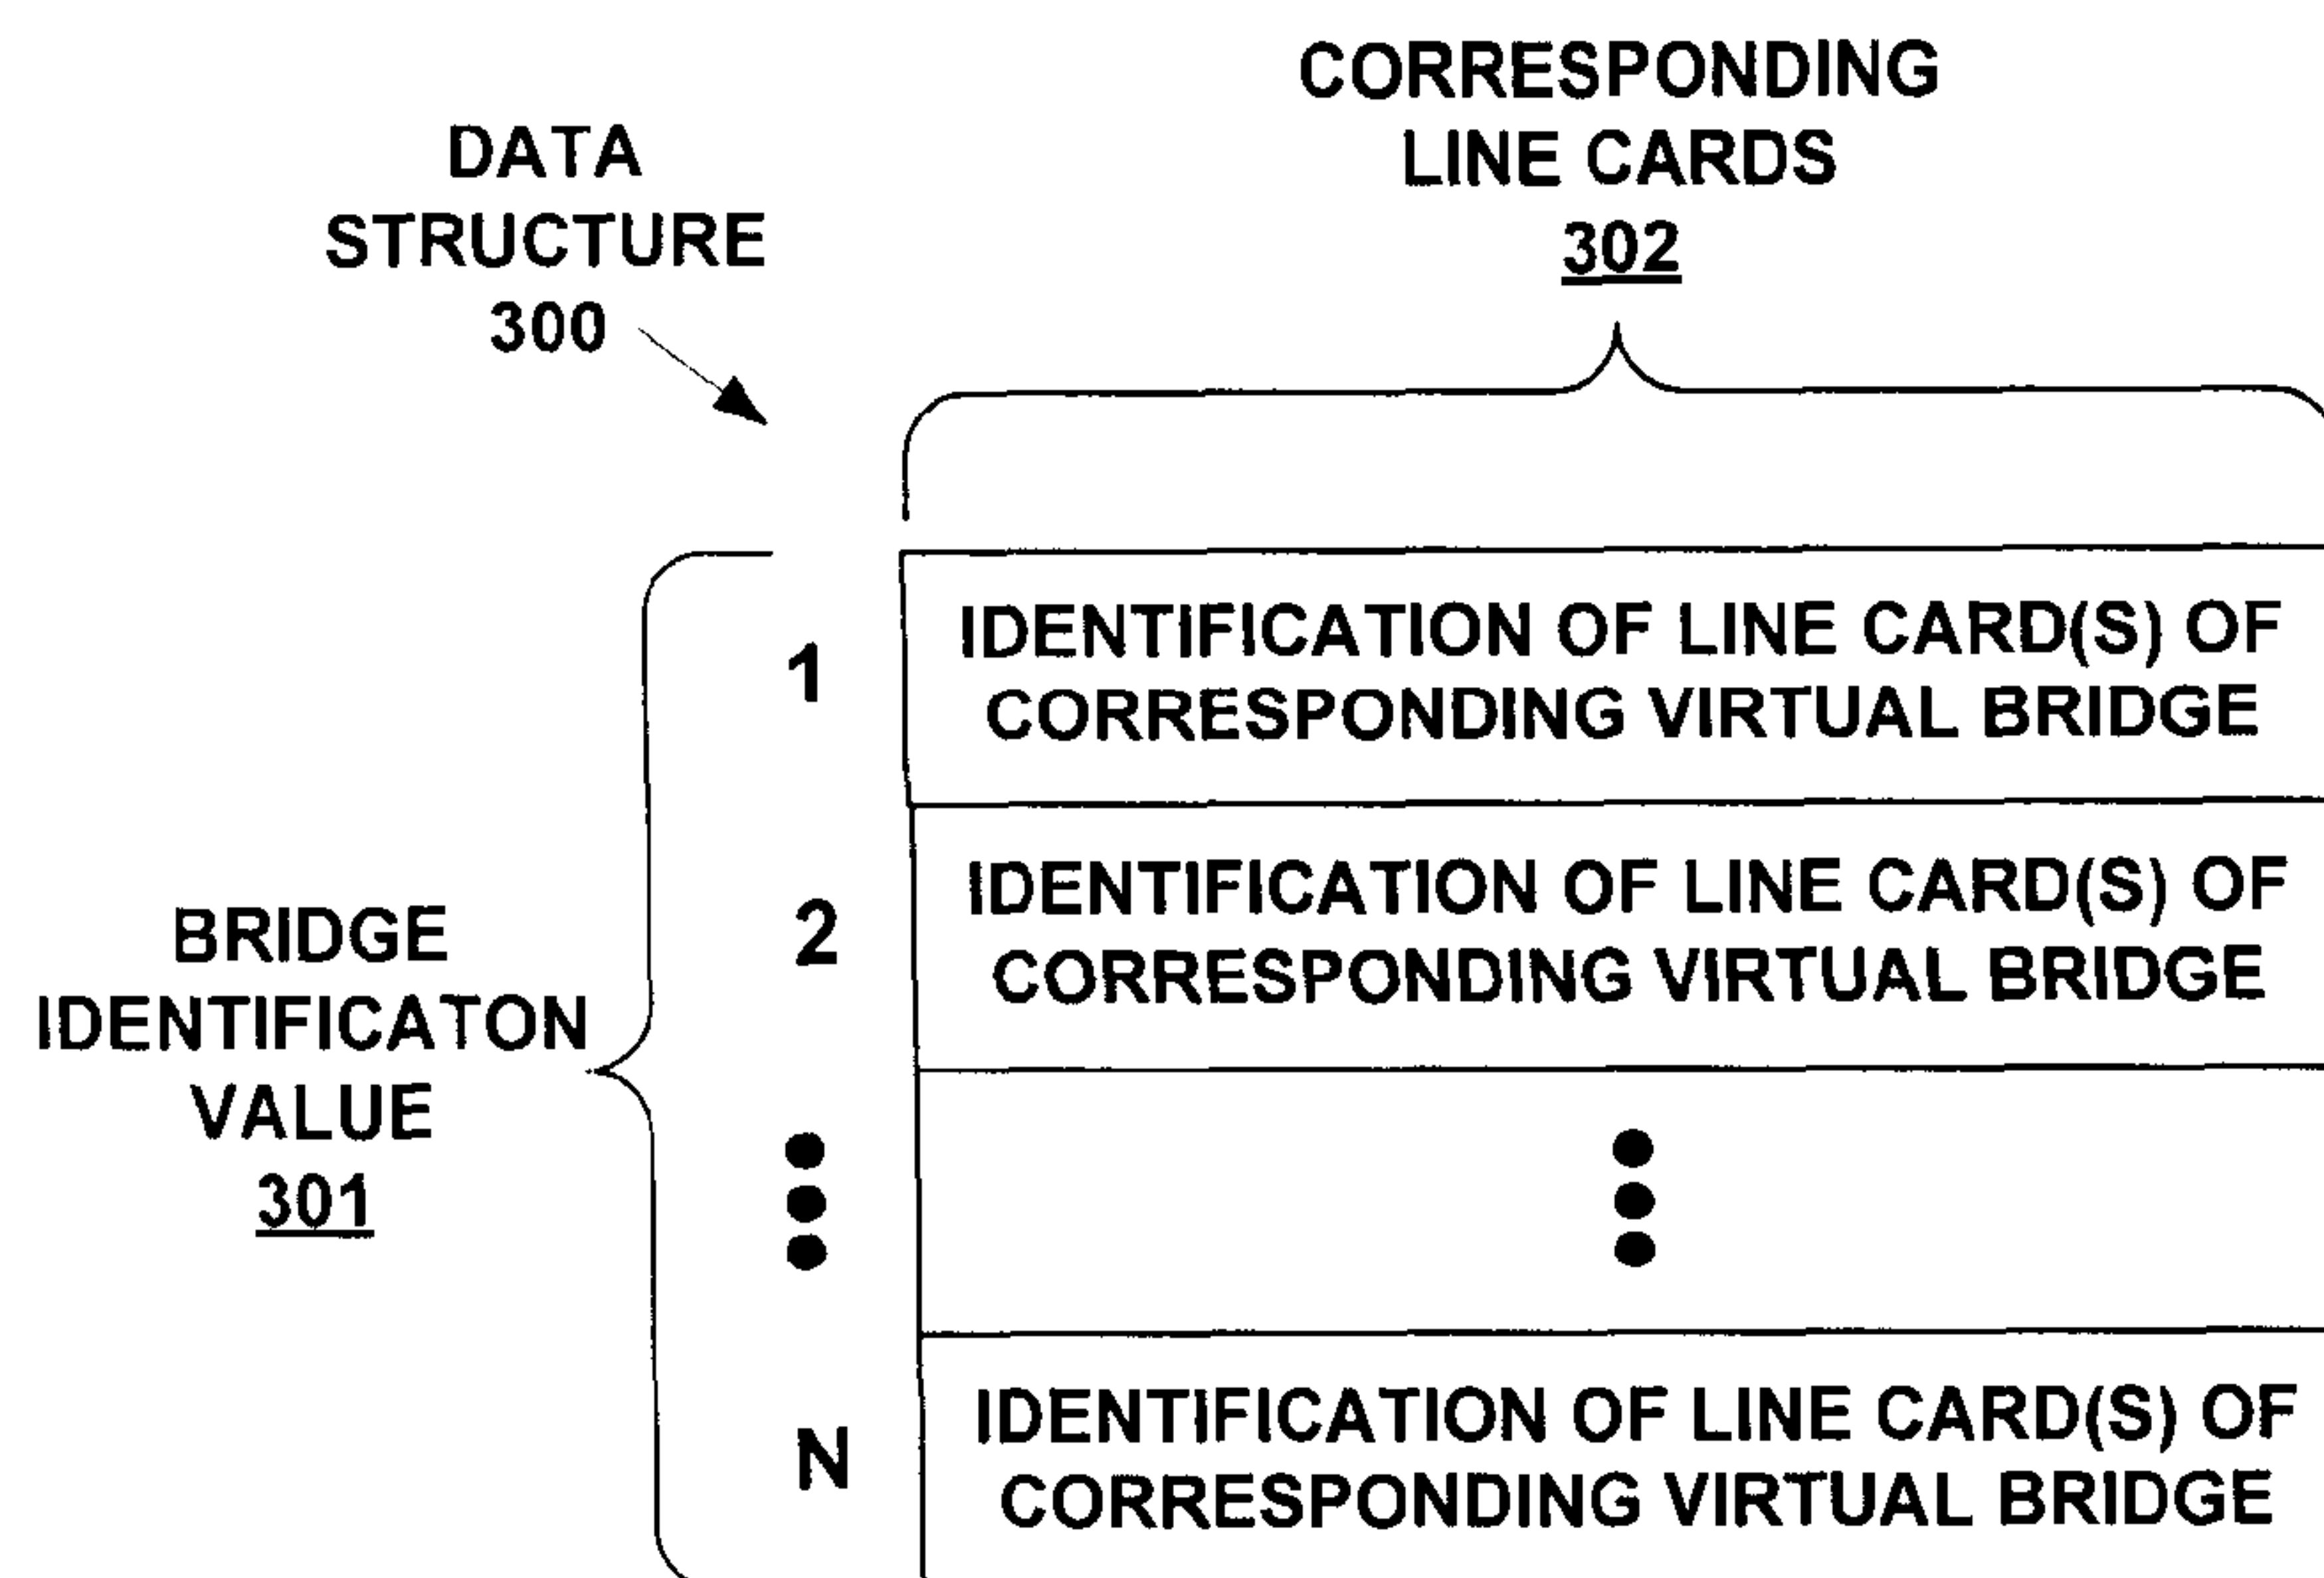 CORRESPONDING
LINE CARDS
302
DATA
STRUCTURE
300
1
IDENTIFICATION OF LINE CARD(S) OF
CORRESPONDING VIRTUAL BRIDGE
2
IDENTIFICATION OF LINE CARD(S) OF
CORRESPONDING VIRTUAL BRIDGE
BRIDGE
IDENTIFICATON
VALUE
301
N
IDENTIFICATION OF LINE CARD(S) OF
CORRESPONDING VIRTUAL BRIDGE